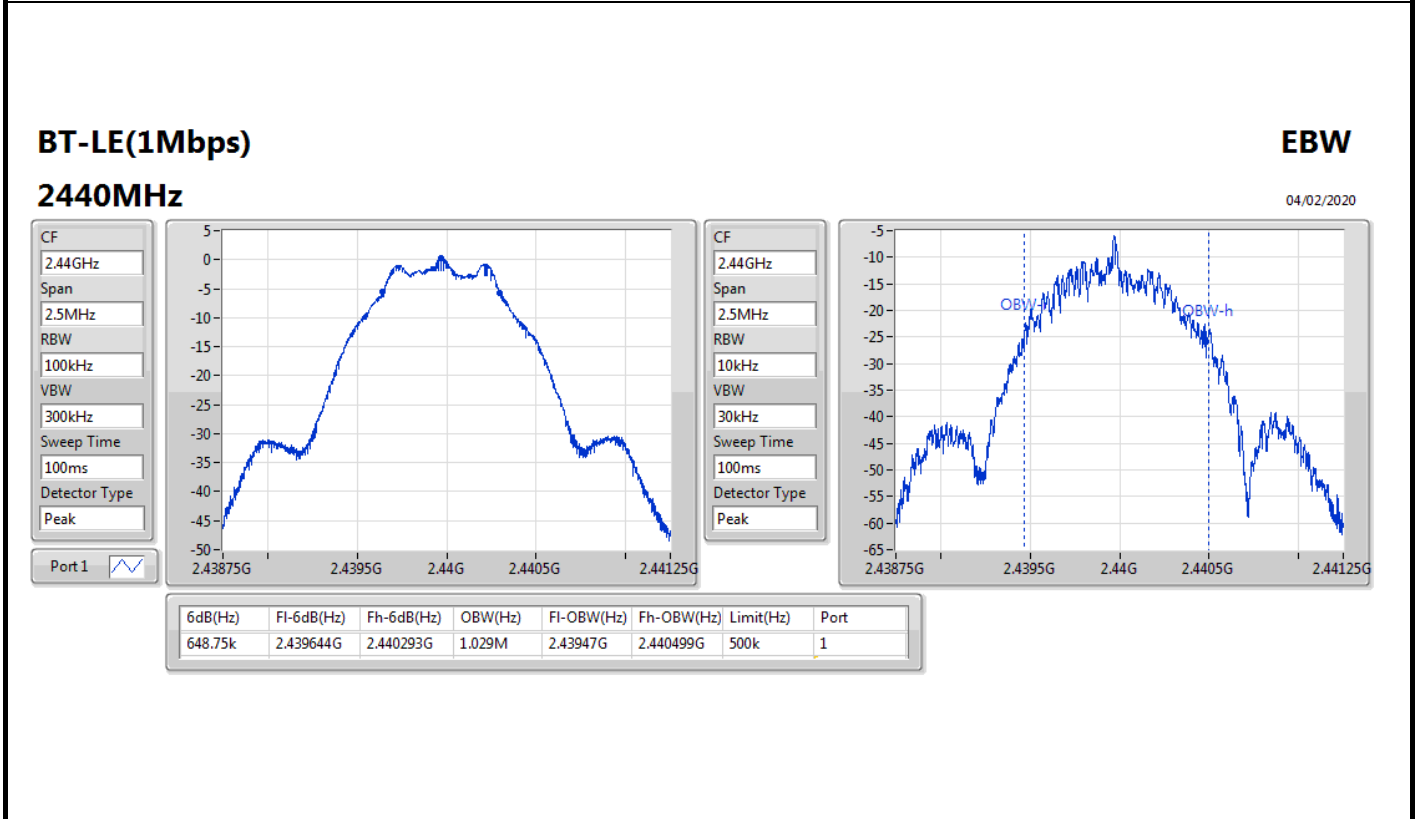 BT-LE(1Mbps)
EBW
2440MHz
04/02/2020
CF
2.44GHz
Span
2.5MHz
RBW
100kHz
VBW
300kHz
Sweep Time
100ms
Detector Type
Peak
Port 1
5
0
-5
-10
-15
-20
-25
-30
-35
-40
-45
-50
2.43875G 2.4395G 2.44G 2.4405G 2.44125G
CF
2.44GHz
Span
2.5MHz
RBW
10kHz
VBW
30kHz
Sweep Time
100ms
Detector Type
Peak
-5
-10
-15
-20
-25
-30
-35
-40
-45
-50
-55
-60
-65
OBW-h
2.43875G 2.4395G 2.44G 2.4405G 2.44125G
6dB(Hz) Fl-6dB(Hz) Fh-6dB(Hz) OBW(Hz) Fl-OBW(Hz) Fh-OBW(Hz) Limit(Hz) Port
648.75k 2.439644G 2.440293G 1.029M 2.43947G 2.440499G 500k 1